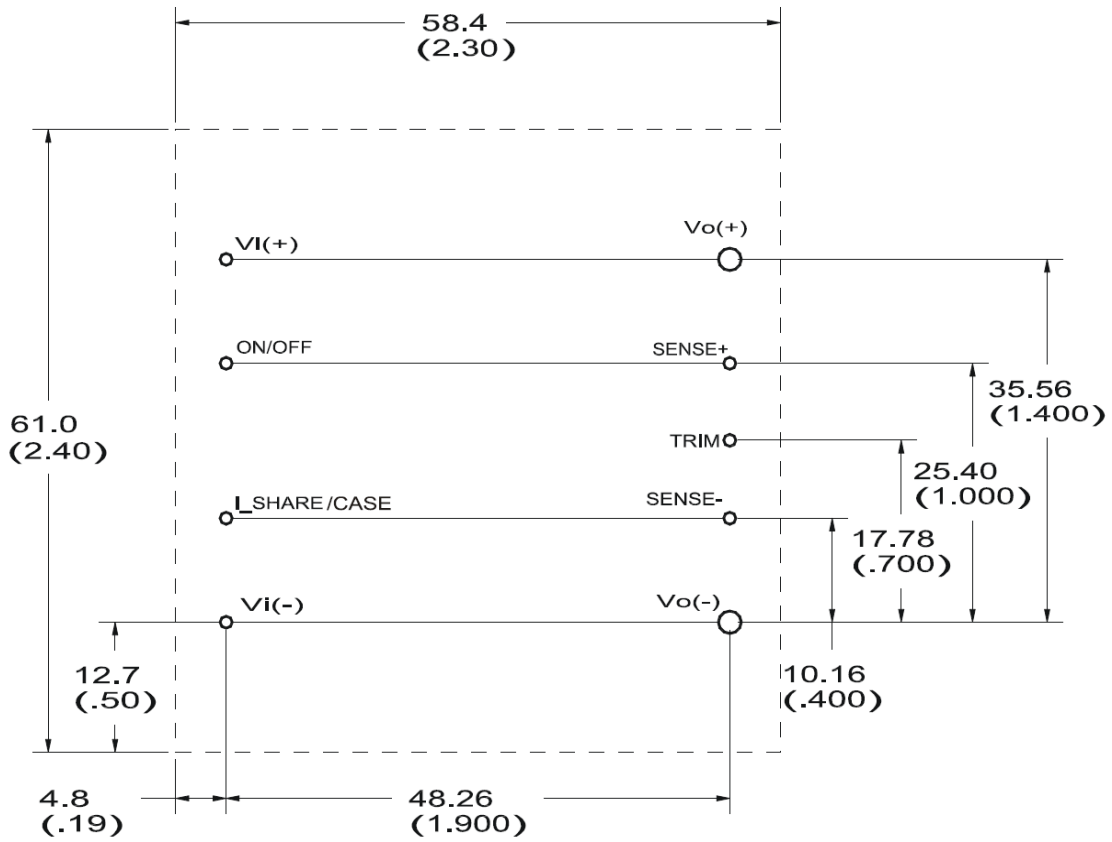 58.4
(2.30)
VI(+)
Vo(+)
ON/OFF
SENSE+
35.56
(1.400)
61.0
(2.40)
TRIM
25.40
(1.000)
I_SHARE/CASE
SENSE-
17.78
(.700)
Vi(-)
Vo(-)
12.7
(.50)
10.16
(.400)
4.8
(.19)
48.26
(1.900)